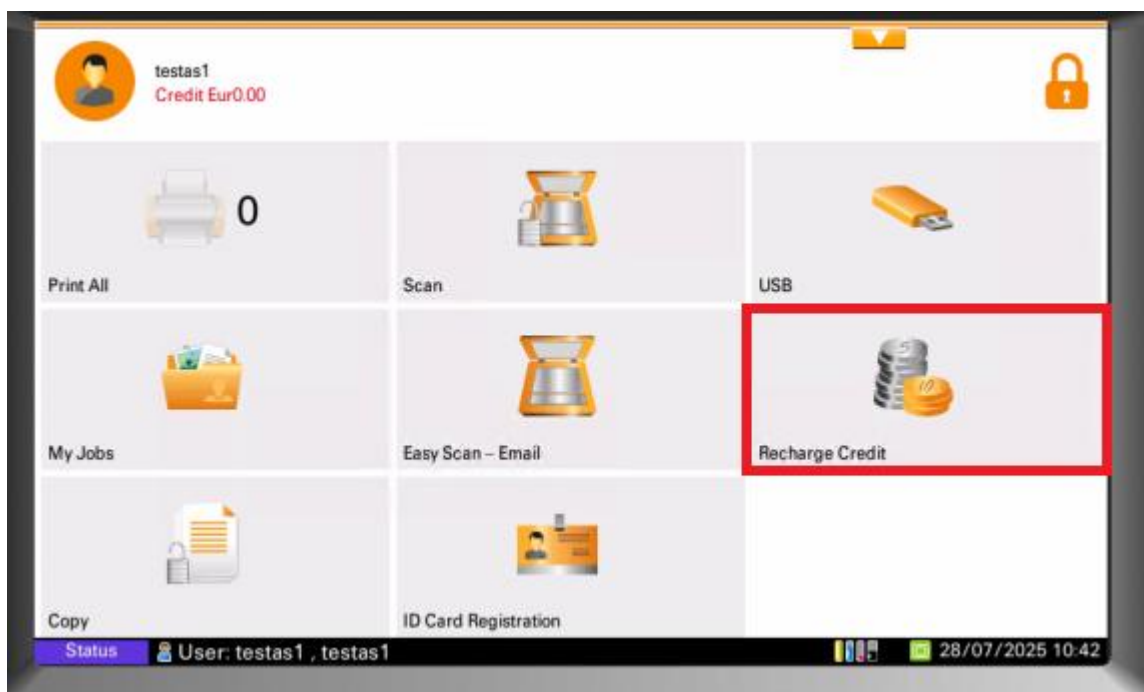 testas1
Credit Eur0.00
0
Print All
Scan
USB
My Jobs
Easy Scan – Email
Recharge Credit
Copy
ID Card Registration
Status
User: testas1 , testas1
28/07/2025 10:42